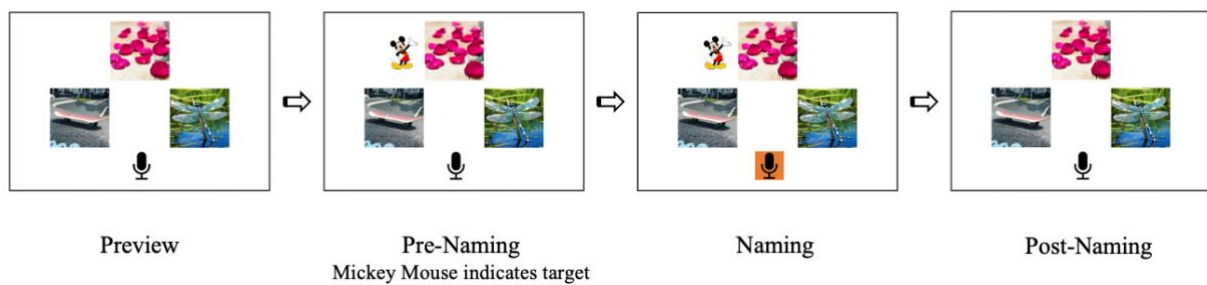 Preview
Pre-Naming
Mickey Mouse indicates target
Naming
Post-Naming